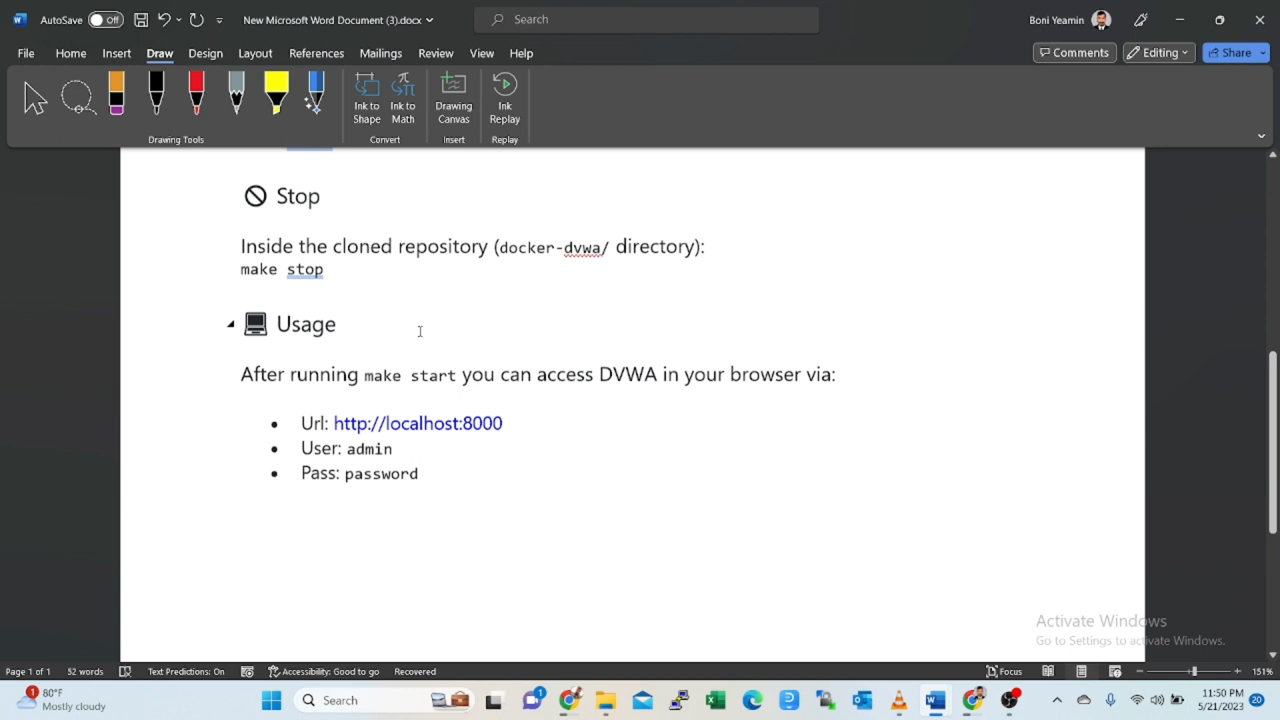 AutoSave Off New Microsoft Word Document (3).docx Search Boni Yeamin
File Home Insert Draw Design Layout References Mailings Review View Help Comments Editing Share
Ink to Shape Ink to Math Drawing Canvas Ink Replay
Drawing Tools Convert Insert Replay
Stop
Inside the cloned repository (docker-dvwa/ directory):
make stop
Usage
After running make start you can access DVWA in your browser via:
• Url: http://localhost:8000
• User: admin
• Pass: password
Activate Windows
Go to Settings to activate Windows.
Page 1 of 1 52 words Text Predictions: On Accessibility: Good to go Recovered Focus 151%
1 80°F Search 1 11:50 PM
Mostly cloudy 5/21/2023 20